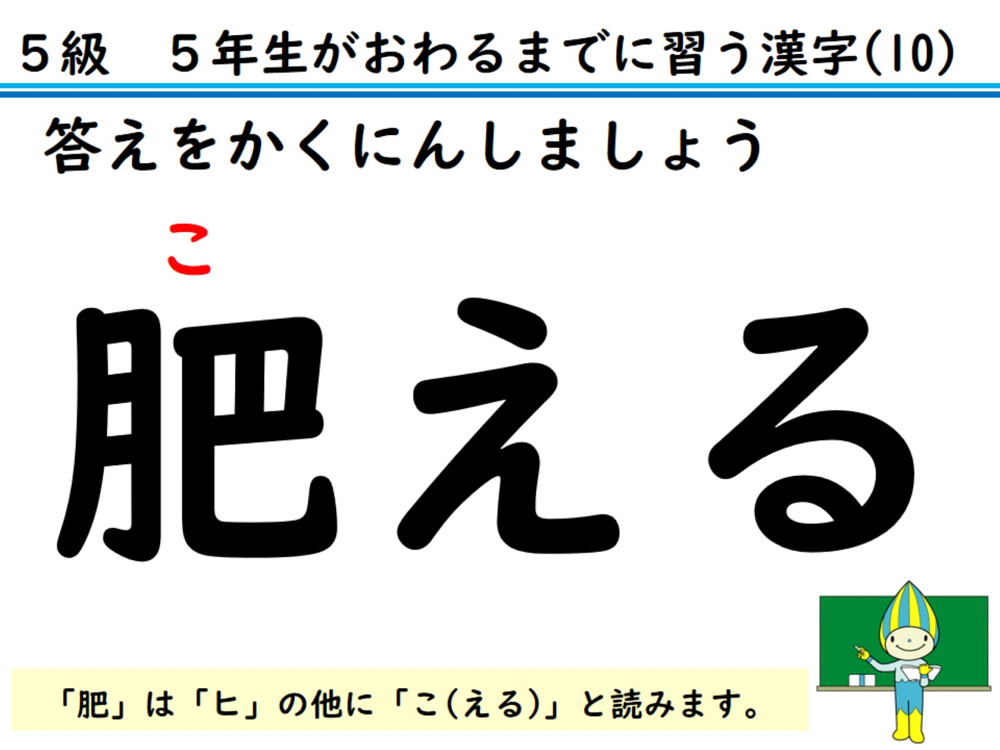 ５級　５年生がおわるまでに習う漢字(10)
答えをかくにんしましょう
こ
肥える
「肥」は「ヒ」の他に「こ(える)」と読みます。